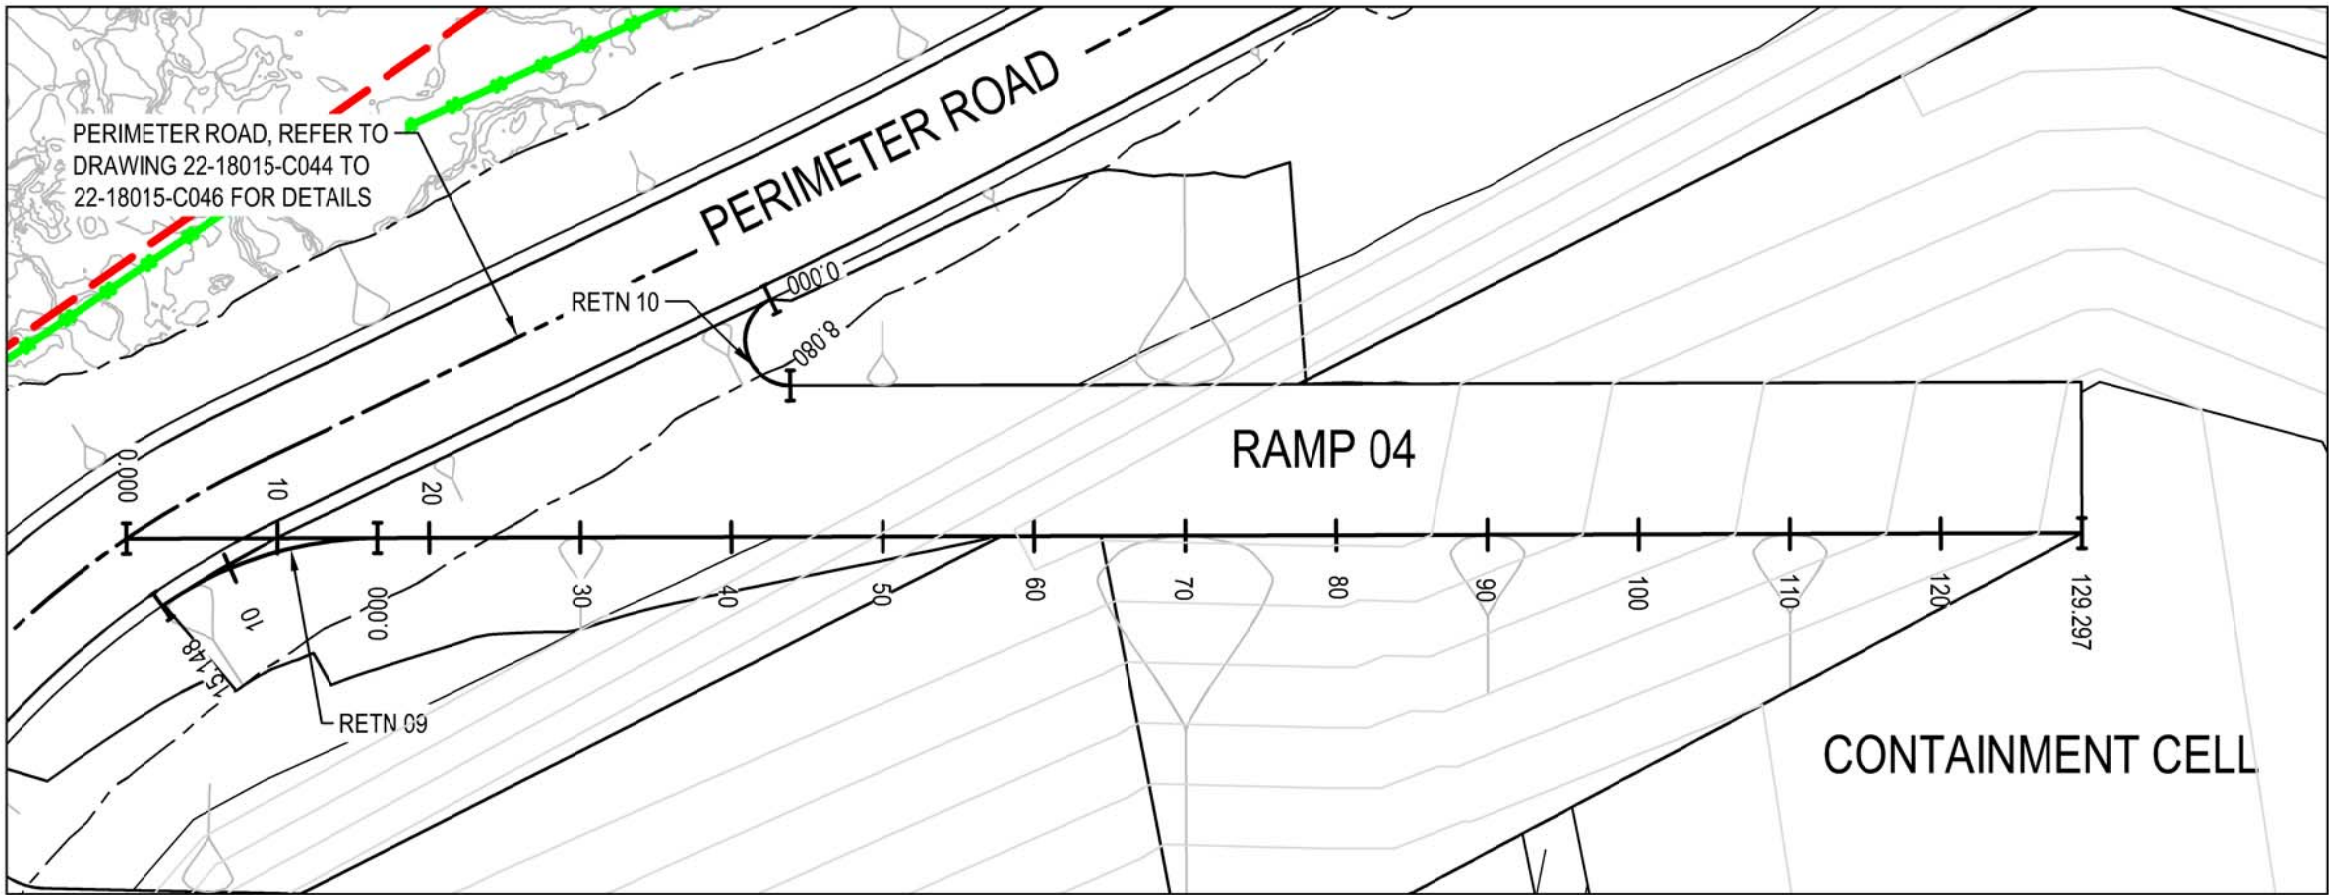 PERIMETER ROAD, REFER TO
DRAWING 22-18015-C044 TO
22-18015-C046 FOR DETAILS
PERIMETER ROAD
RETN 10
0.000
8.080
RAMP 04
0.000
10
20
30
40
50
60
70
80
90
100
110
120
129.297
0.000
10
15.148
RETN 09
CONTAINMENT CELL